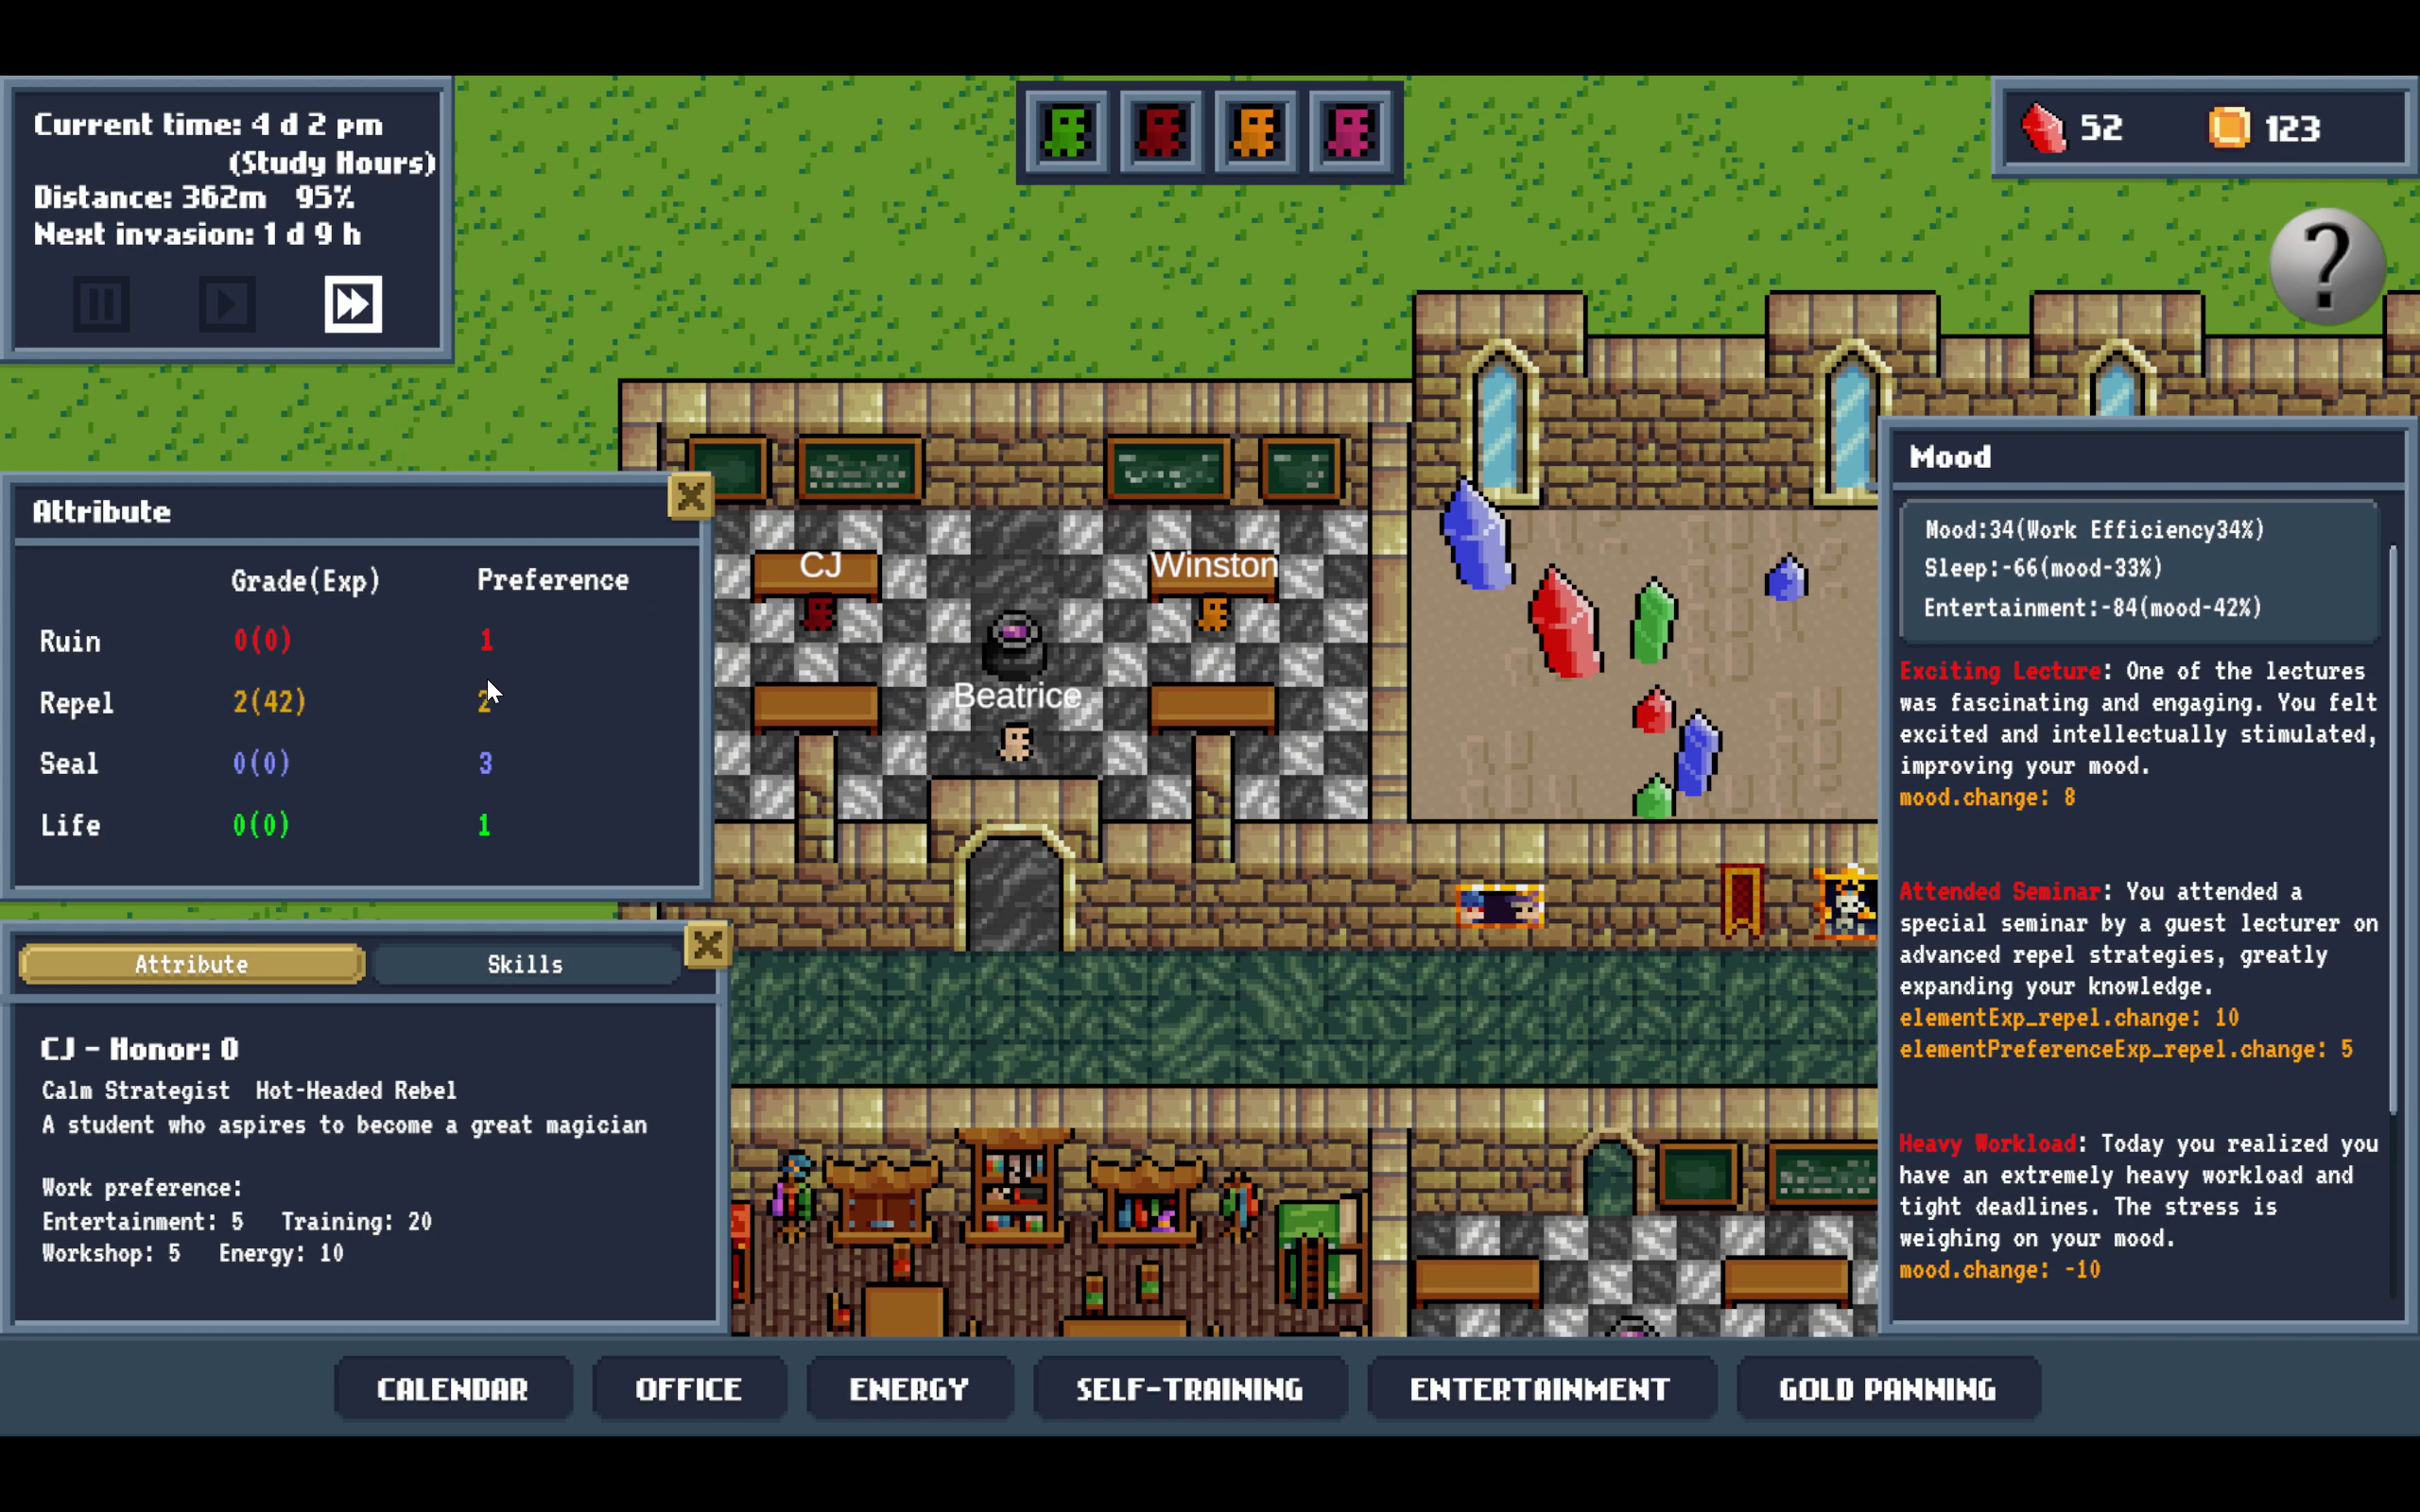 Current time: 4 d 2 pm
(Study Hours)
Distance: 362m 95%
Next invasion: 1 d 9 h
52
123
?
Attribute
Grade(Exp) Preference
Ruin 0(0) 1
Repel 2(42) 2
Seal 0(0) 3
Life 0(0) 1
CJ
Winston
Beatrice
Attribute Skills
CJ - Honor: 0
Calm Strategist Hot-Headed Rebel
A student who aspires to become a great magician
Work preference:
Entertainment: 5 Training: 20
Workshop: 5 Energy: 10
Mood
Mood:34(Work Efficiency34%)
Sleep:-66(mood-33%)
Entertainment:-84(mood-42%)
Exciting Lecture: One of the lectures
was fascinating and engaging. You felt
excited and intellectually stimulated,
improving your mood.
mood.change: 8
Attended Seminar: You attended a
special seminar by a guest lecturer on
advanced repel strategies, greatly
expanding your knowledge.
elementExp_repel.change: 10
elementPreferenceExp_repel.change: 5
Heavy Workload: Today you realized you
have an extremely heavy workload and
tight deadlines. The stress is
weighing on your mood.
mood.change: -10
CALENDAR
OFFICE
ENERGY
SELF-TRAINING
ENTERTAINMENT
GOLD PANNING